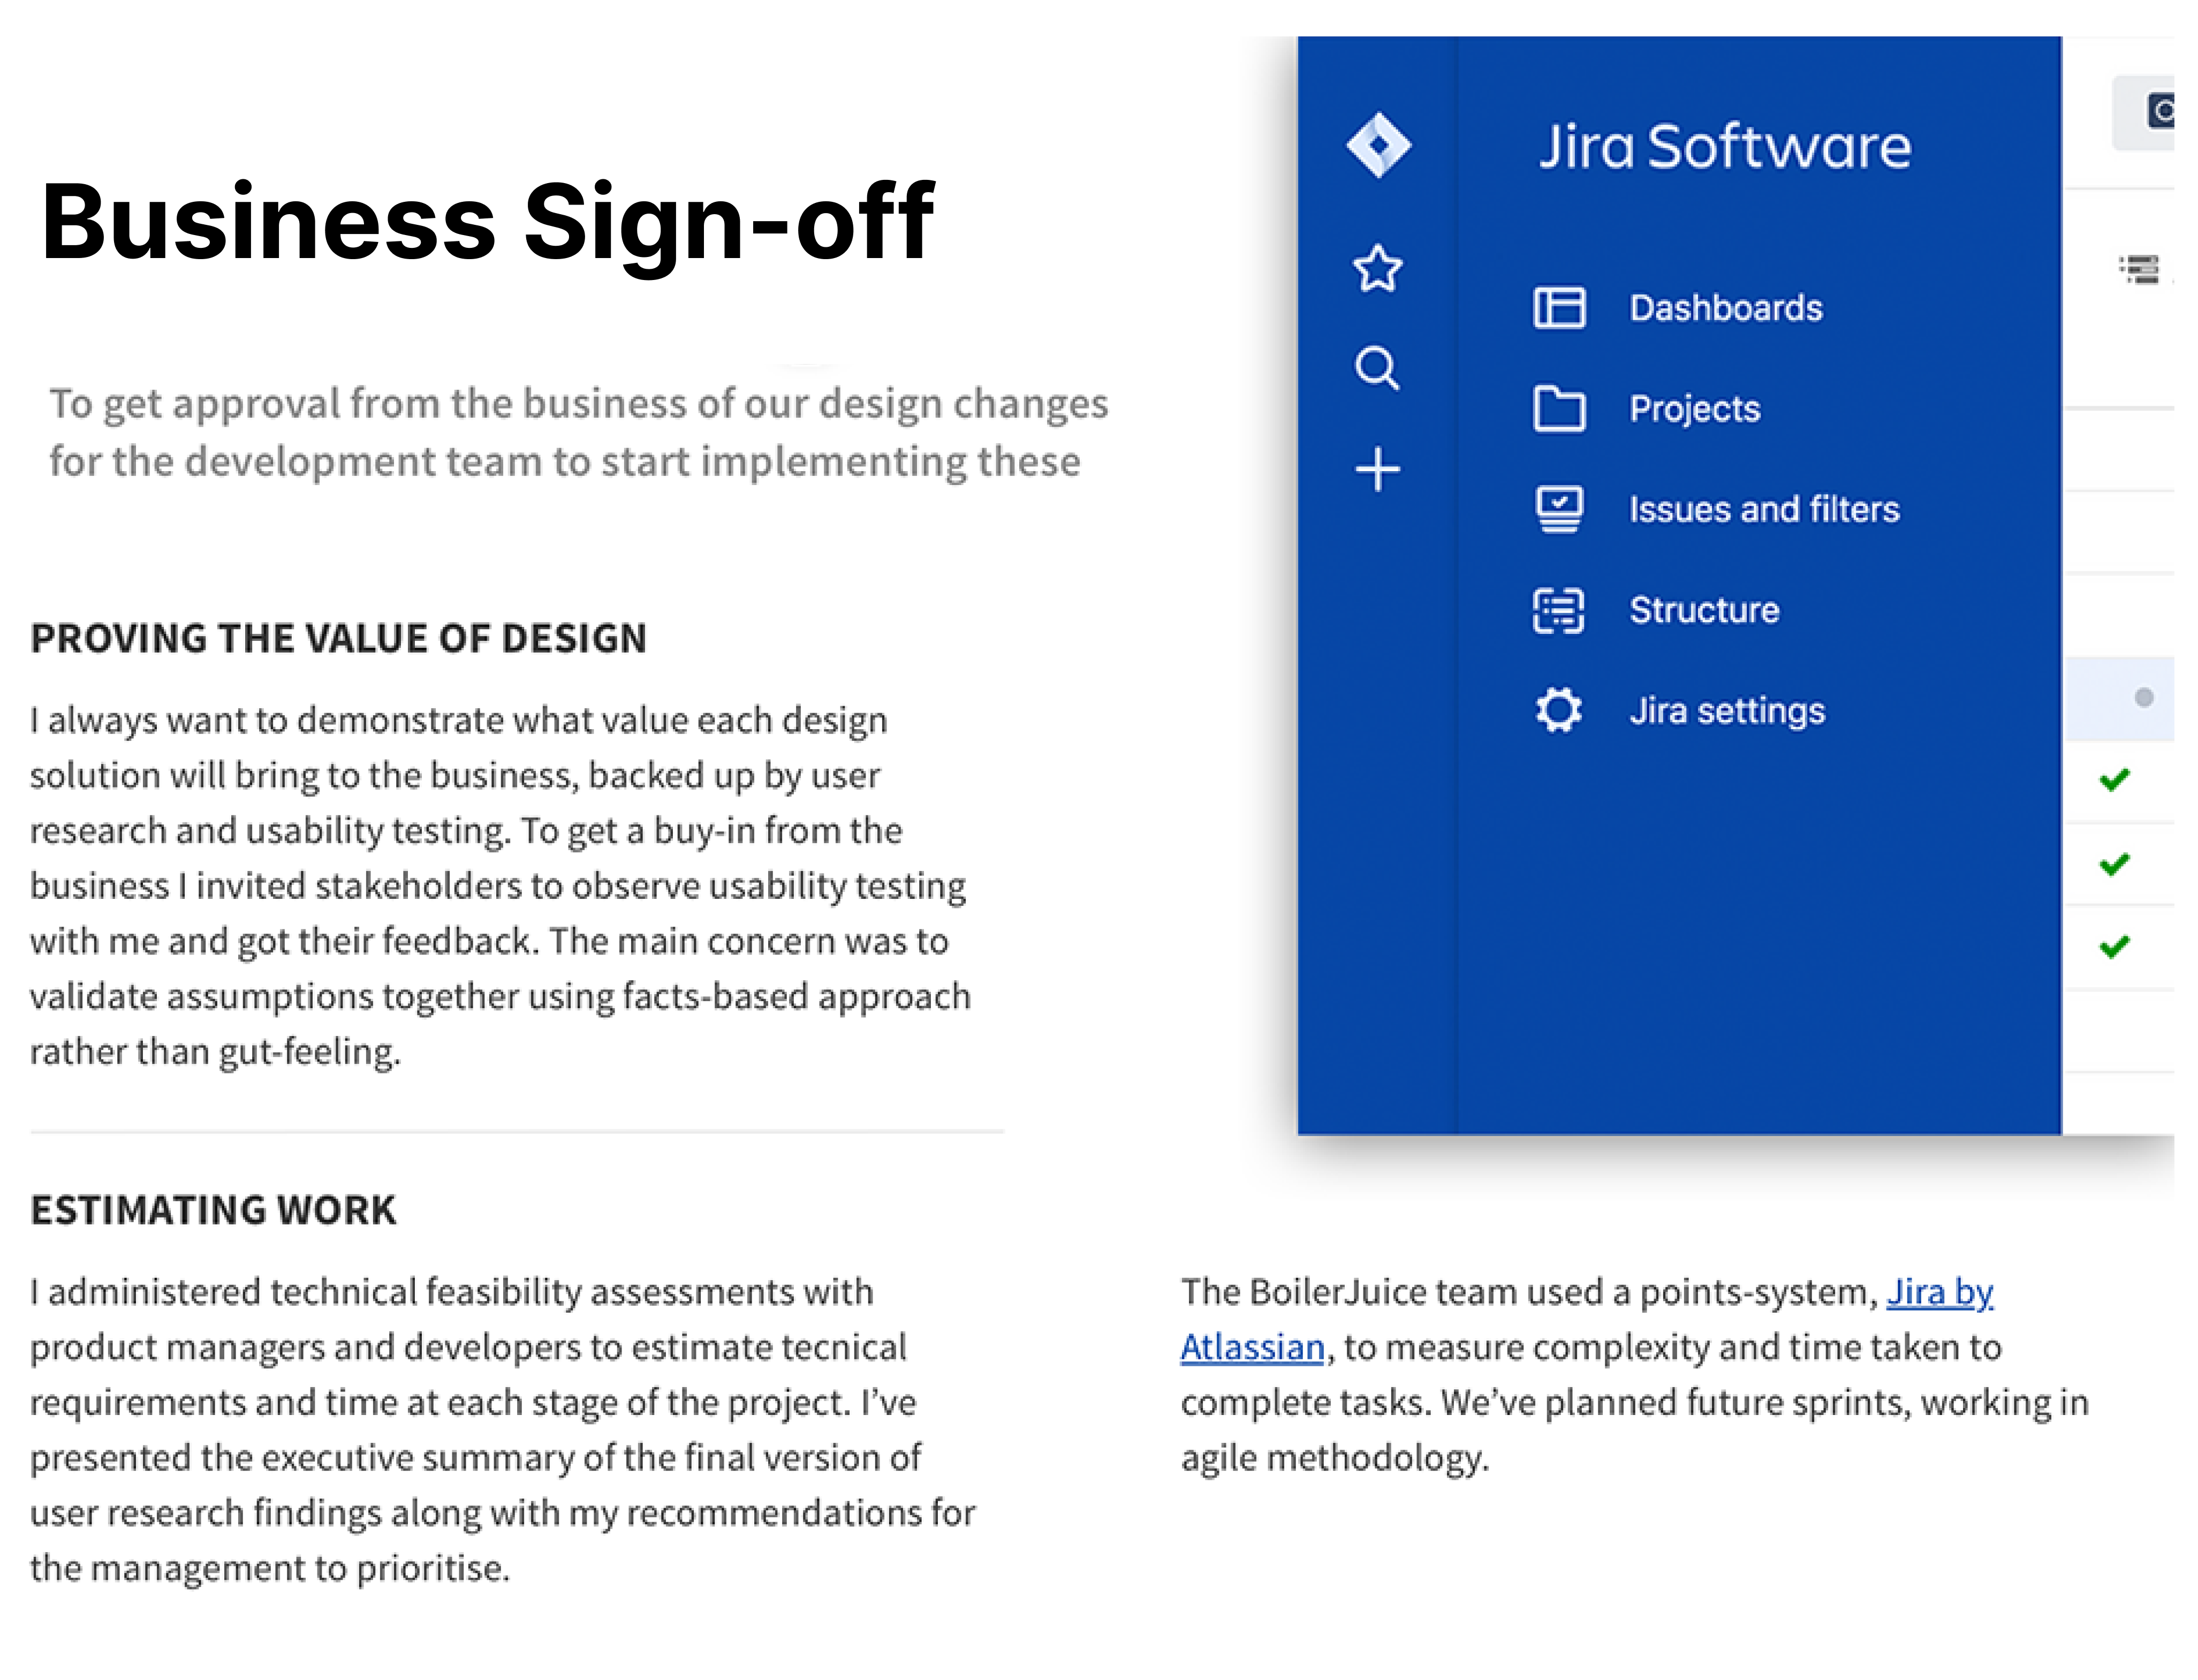 Business Sign-off
To get approval from the business of our design changes
for the development team to start implementing these
PROVING THE VALUE OF DESIGN
I always want to demonstrate what value each design
solution will bring to the business, backed up by user
research and usability testing. To get a buy-in from the
business I invited stakeholders to observe usability testing
with me and got their feedback. The main concern was to
validate assumptions together using facts-based approach
rather than gut-feeling.
ESTIMATING WORK
I administered technical feasibility assessments with
product managers and developers to estimate tecnical
requirements and time at each stage of the project. I’ve
presented the executive summary of the final version of
user research findings along with my recommendations for
the management to prioritise.
Jira Software
Dashboards
Projects
Issues and filters
Structure
Jira settings
The BoilerJuice team used a points-system, Jira by
Atlassian, to measure complexity and time taken to
complete tasks. We’ve planned future sprints, working in
agile methodology.